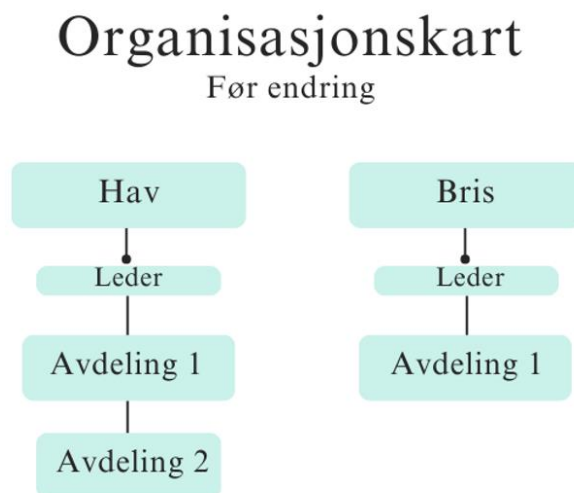 Organisasjonskart
Før endring
Hav
Leder
Avdeling 1
Avdeling 2
Bris
Leder
Avdeling 1